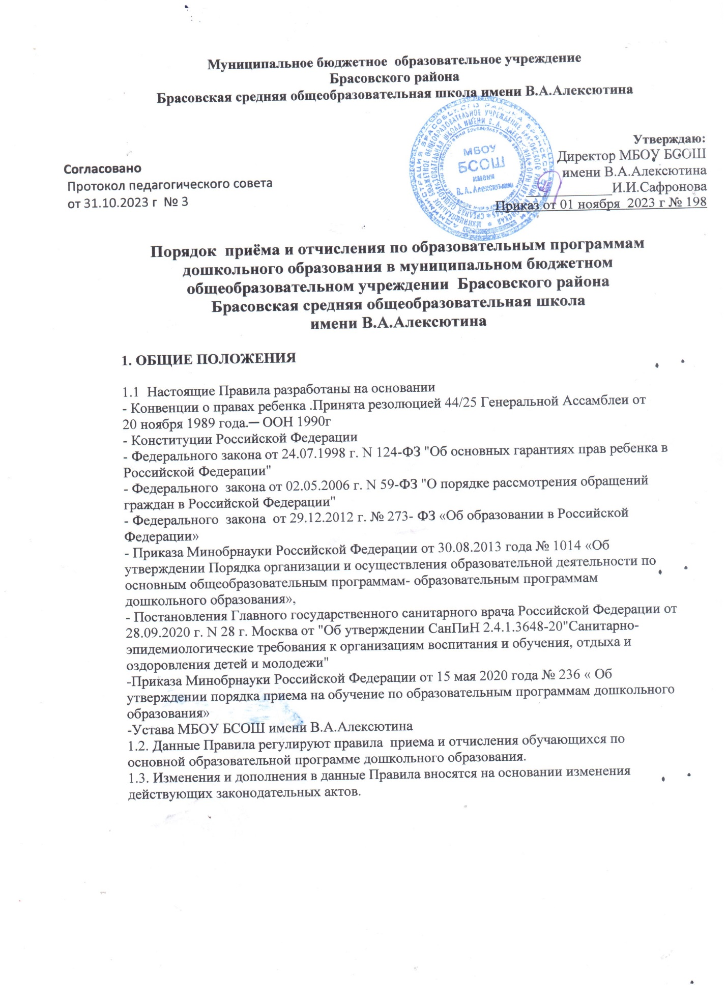 Муниципальное бюджетное образовательное учреждение
Брасовского района
Брасовская средняя общеобразовательная школа имени В.А.Алексютина
Согласовано
Протокол педагогического совета
от 31.10.2023 г № 3
Утверждаю:
Директор МБОУ БСОШ
имени В.А.Алексютина
И.И.Сафронова
Приказ от 01 ноября 2023 г № 198
МБОУ
БСОШ
имени
В.А.Алексютина
Порядок приёма и отчисления по образовательным программам
дошкольного образования в муниципальном бюджетном
общеобразовательном учреждении Брасовского района
Брасовская средняя общеобразовательная школа
имени В.А.Алексютина
1. ОБЩИЕ ПОЛОЖЕНИЯ
1.1 Настоящие Правила разработаны на основании
- Конвенции о правах ребенка .Принята резолюцией 44/25 Генеральной Ассамблеи от
20 ноября 1989 года.─ ООН 1990г
- Конституции Российской Федерации
- Федерального закона от 24.07.1998 г. N 124-ФЗ "Об основных гарантиях прав ребенка в
Российской Федерации"
- Федерального закона от 02.05.2006 г. N 59-ФЗ "О порядке рассмотрения обращений
граждан в Российской Федерации"
- Федерального закона от 29.12.2012 г. № 273- ФЗ «Об образовании в Российской
Федерации»
- Приказа Минобрнауки Российской Федерации от 30.08.2013 года № 1014 «Об
утверждении Порядка организации и осуществления образовательной деятельности по
основным общеобразовательным программам- образовательным программам
дошкольного образования»,
- Постановления Главного государственного санитарного врача Российской Федерации от
28.09.2020 г. N 28 г. Москва от "Об утверждении СанПиН 2.4.1.3648-20"Санитарно-
эпидемиологические требования к организациям воспитания и обучения, отдыха и
оздоровления детей и молодежи"
-Приказа Минобрнауки Российской Федерации от 15 мая 2020 года № 236 « Об
утверждении порядка приема на обучение по образовательным программам дошкольного
образования»
-Устава МБОУ БСОШ имени В.А.Алексютина
1.2. Данные Правила регулируют правила приема и отчисления обучающихся по
основной образовательной программе дошкольного образования.
1.3. Изменения и дополнения в данные Правила вносятся на основании изменения
действующих законодательных актов.